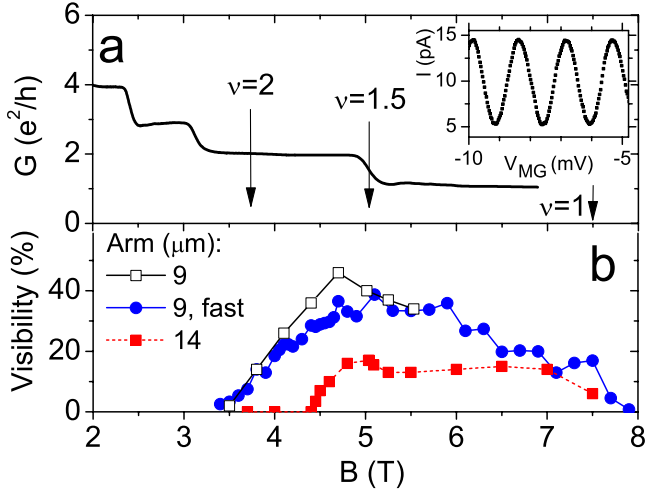 a
G (e²/h)
6
4
2
0
ν=2
ν=1.5
ν=1
I (pA)
15
10
5
-10
-5
V_MG (mV)
b
Visibility (%)
40
20
0
Arm (μm):
9
9, fast
14
2
3
4
5
6
7
8
B (T)